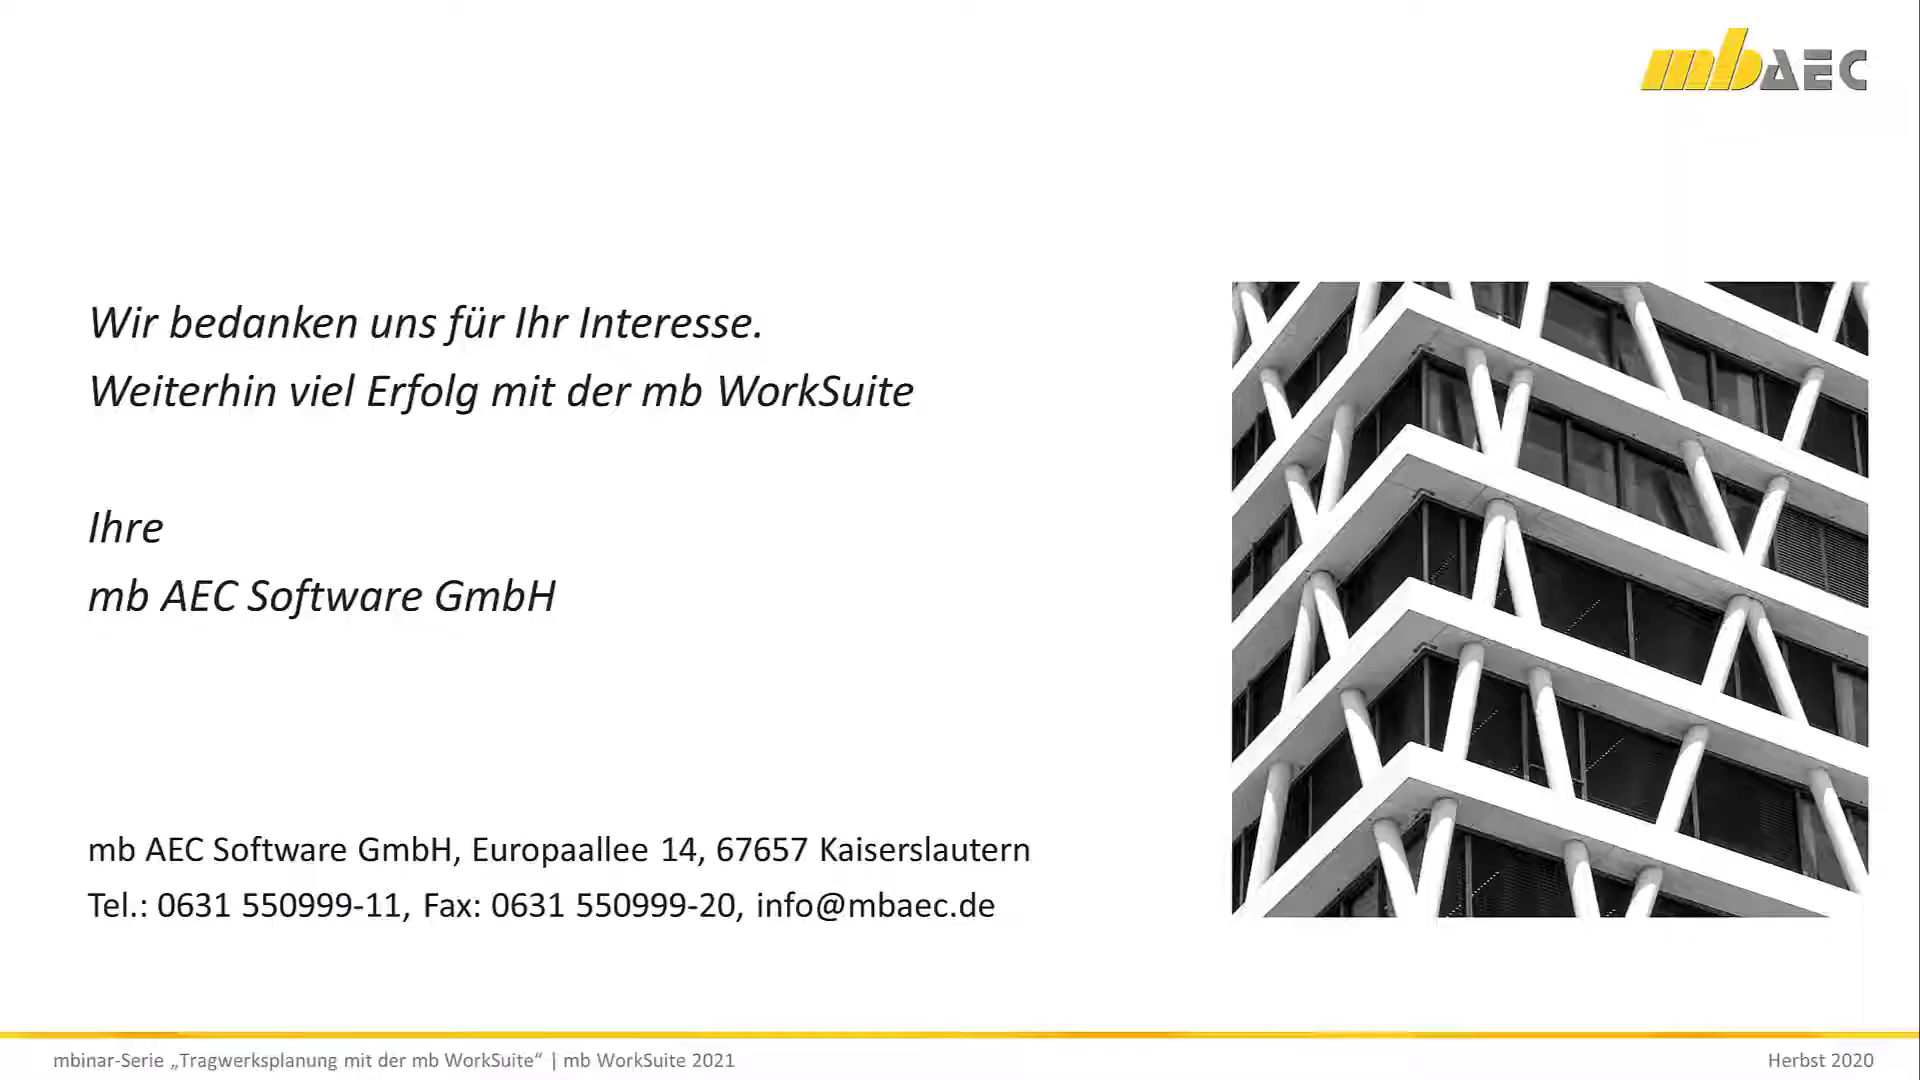 mbAEC
Wir bedanken uns für Ihr Interesse.
Weiterhin viel Erfolg mit der mb WorkSuite
Ihre
mb AEC Software GmbH
mb AEC Software GmbH, Europaallee 14, 67657 Kaiserslautern
Tel.: 0631 550999-11, Fax: 0631 550999-20, info@mbaec.de
mbinar-Serie „Tragwerksplanung mit der mb WorkSuite“ | mb WorkSuite 2021
Herbst 2020